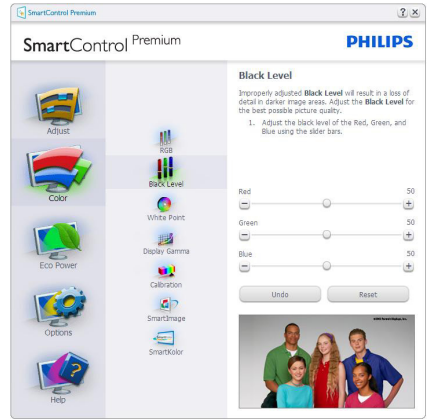 SmartControl Premium
SmartControl Premium
PHILIPS
Adjust
Color
Eco Power
Options
Help
RGB
Black Level
White Point
Display Gamma
Calibration
SmartImage
SmartKolor
Black Level
Improperly adjusted Black Level will result in a loss of
detail in darker image areas. Adjust the Black Level for
the best possible picture quality.
1. Adjust the black level of the Red, Green, and
Blue using the slider bars.
Red 50
Green 50
Blue 50
Undo Reset